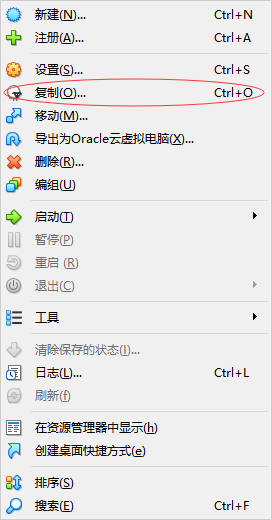 新建(N)... Ctrl+N
注册(A)... Ctrl+A
设置(S)... Ctrl+S
复制(O)... Ctrl+O
移动(M)...
导出为Oracle云虚拟电脑(X)...
删除(R)...
编组(U)
启动(T)
暂停(P)
重启 (R)
退出(C)
工具
清除保存的状态(I)...
日志(L)... Ctrl+L
刷新(f)
在资源管理器中显示(h)
创建桌面快捷方式(e)
排序(S)
搜索(E) Ctrl+F